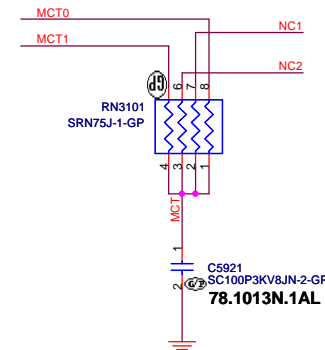 MCT0
MCT1
NC1
NC2
GP
5 6 7 8
RN3101
SRN75J-1-GP
4 3 2 1
MCT
1
C5921
SC100P3KV8JN-2-GP
2
G/P
78.1013N.1AL